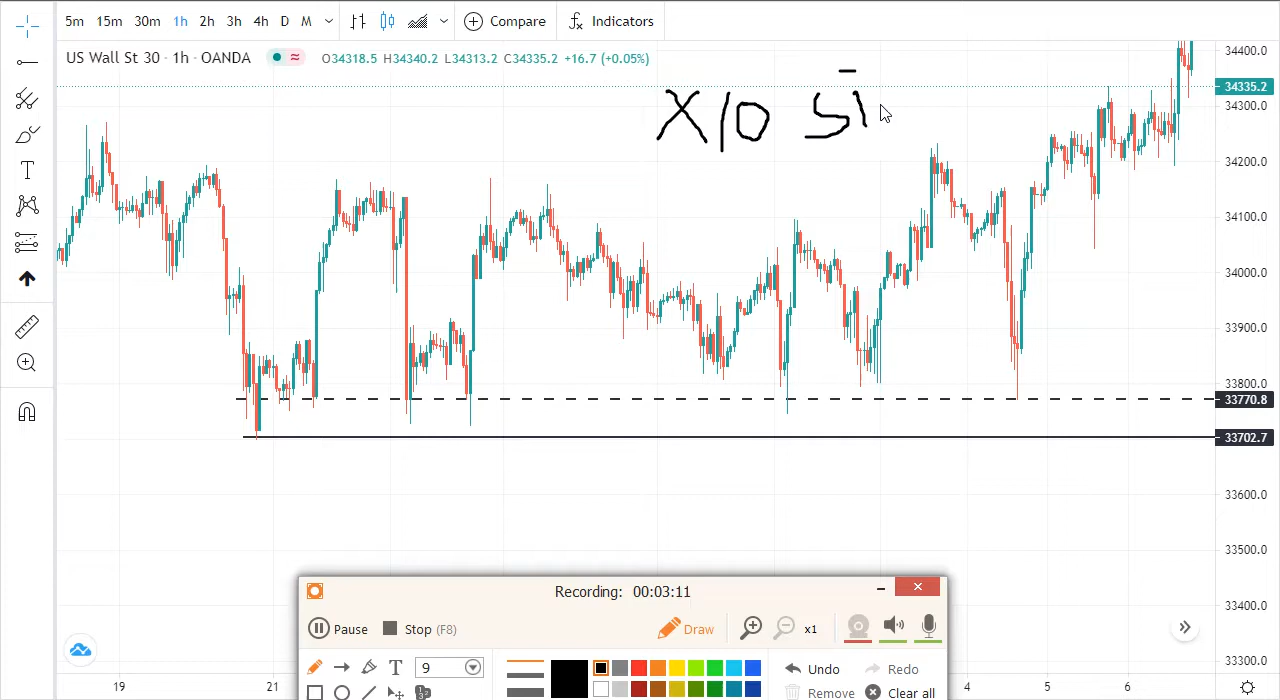 5m 15m 30m 1h 2h 3h 4h D M Compare Indicators
US Wall St 30 · 1h · OANDA O34318.5 H34340.2 L34313.2 C34335.2 +16.7 (+0.05%)
X10 Si
34400.0
34335.2
34300.0
34200.0
34100.0
34000.0
33900.0
33800.0
33770.8
33702.7
33600.0
33500.0
33400.0
33300.0
Recording: 00:03:11
Pause Stop (F8) Draw x1
T 9 Undo Redo
Remove Clear all
19 21 4 5 6